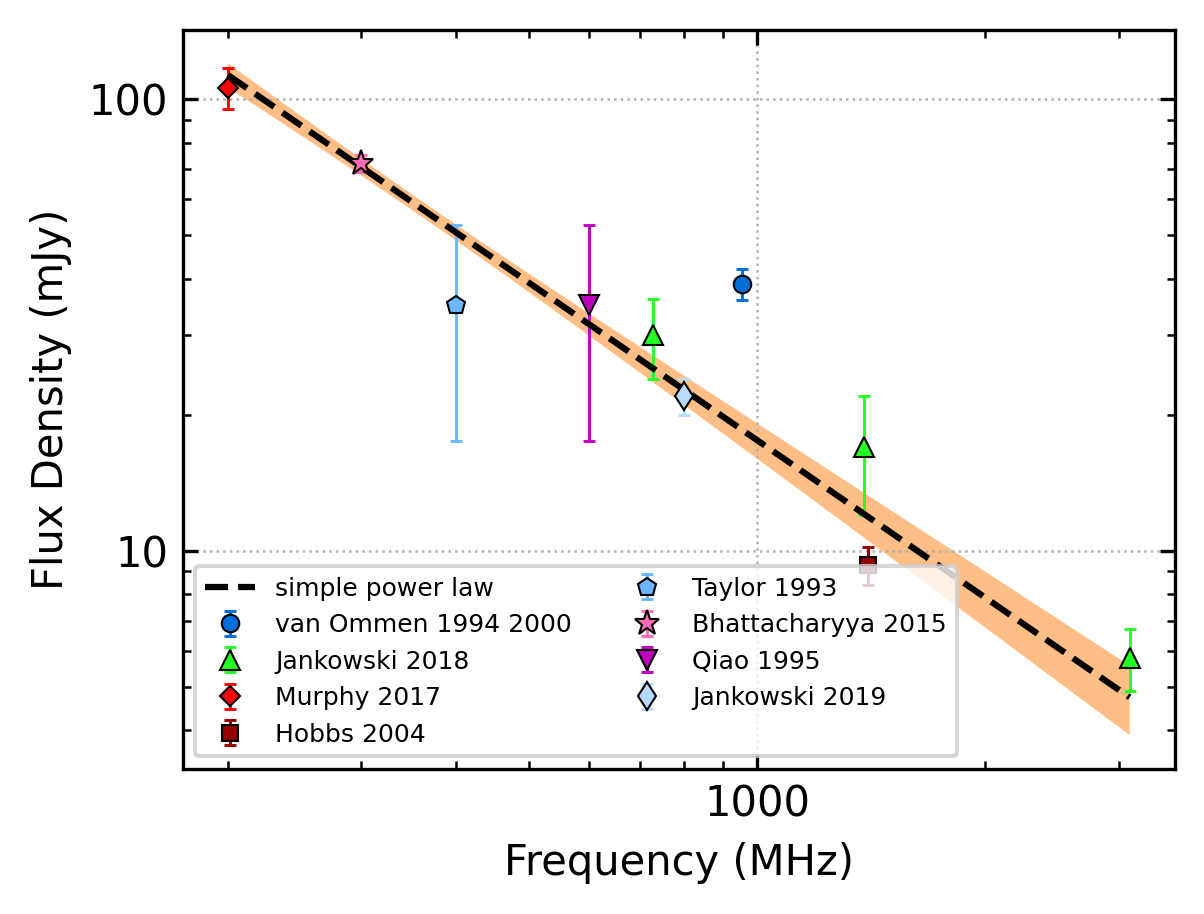 100
10
Flux Density (mJy)
simple power law
van Ommen 1994 2000
Jankowski 2018
Murphy 2017
Hobbs 2004
Taylor 1993
Bhattacharyya 2015
Qiao 1995
Jankowski 2019
1000
Frequency (MHz)